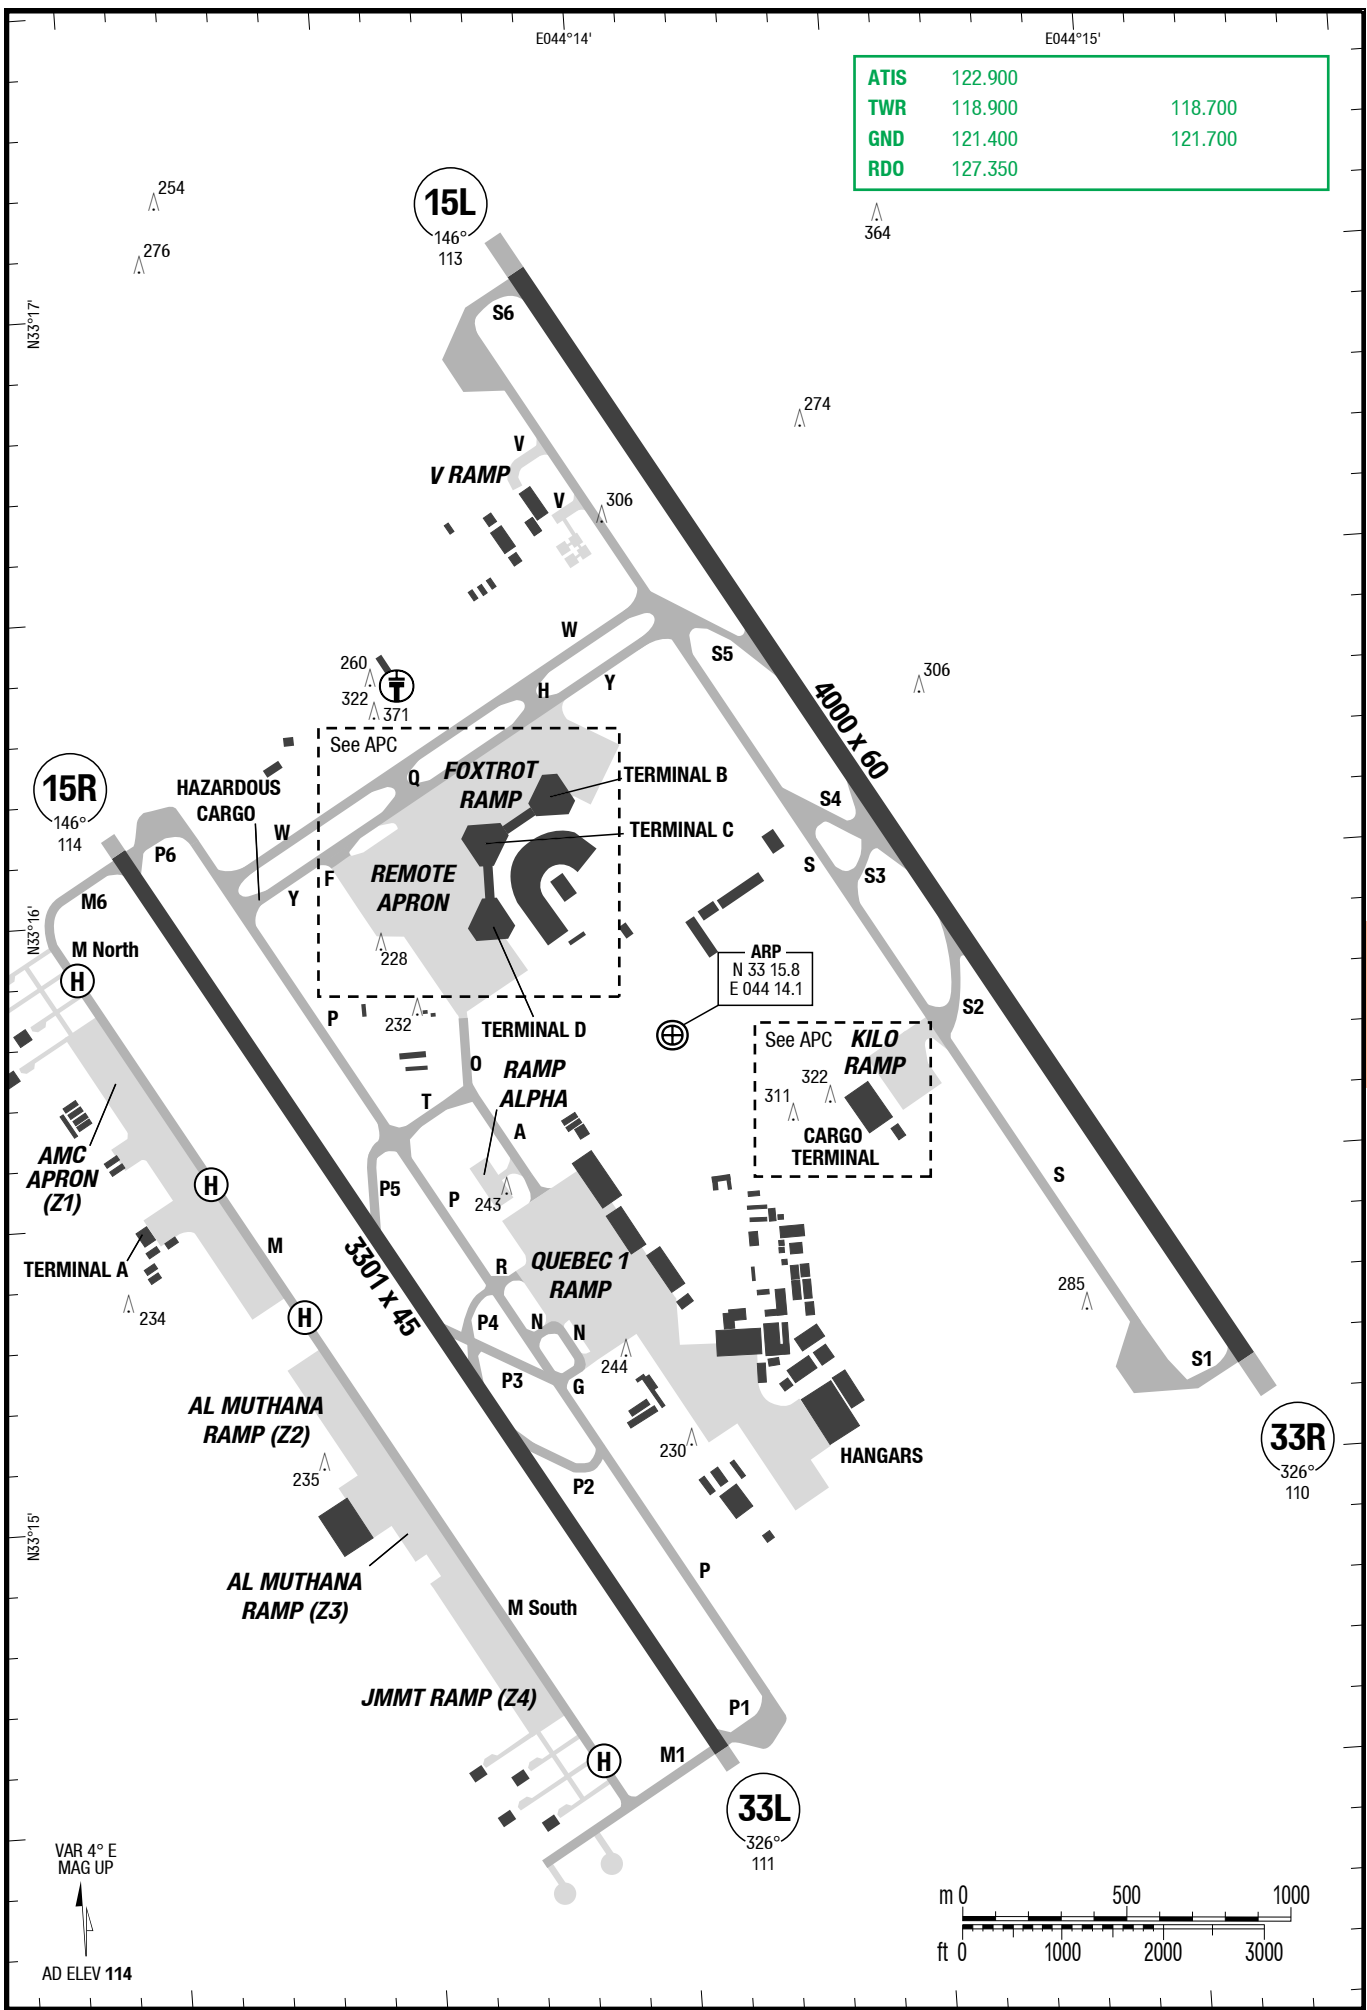 E044°14'
E044°15'
ATIS 122.900
TWR 118.900 118.700
GND 121.400 121.700
RDO 127.350
254
276
15L
146°
113
364
N33°17'
S6
274
V
V RAMP
V
306
W
S5
260
322
371
H
Y
306
4000 x 60
See APC
FOXTROT
RAMP
TERMINAL B
Q
15R
146°
114
HAZARDOUS
CARGO
W
S4
TERMINAL C
P6
F
REMOTE
APRON
S
S3
M6
Y
N33°16'
M North
H
228
ARP
N 33 15.8
E 044 14.1
S2
P
232
TERMINAL D
See APC
KILO
RAMP
O
RAMP
ALPHA
322
311
T
A
CARGO
TERMINAL
AMC
APRON
(Z1)
H
P5
P
243
S
M
3301 x 45
TERMINAL A
R
QUEBEC 1
RAMP
285
234
H
P4
N
N
244
P3
G
S1
AL MUTHANA
RAMP (Z2)
230
HANGARS
33R
326°
110
235
P2
N33°15'
P
AL MUTHANA
RAMP (Z3)
M South
JMMT RAMP (Z4)
P1
M1
H
33L
326°
111
VAR 4° E
MAG UP
AD ELEV 114
m 0 500 1000
ft 0 1000 2000 3000